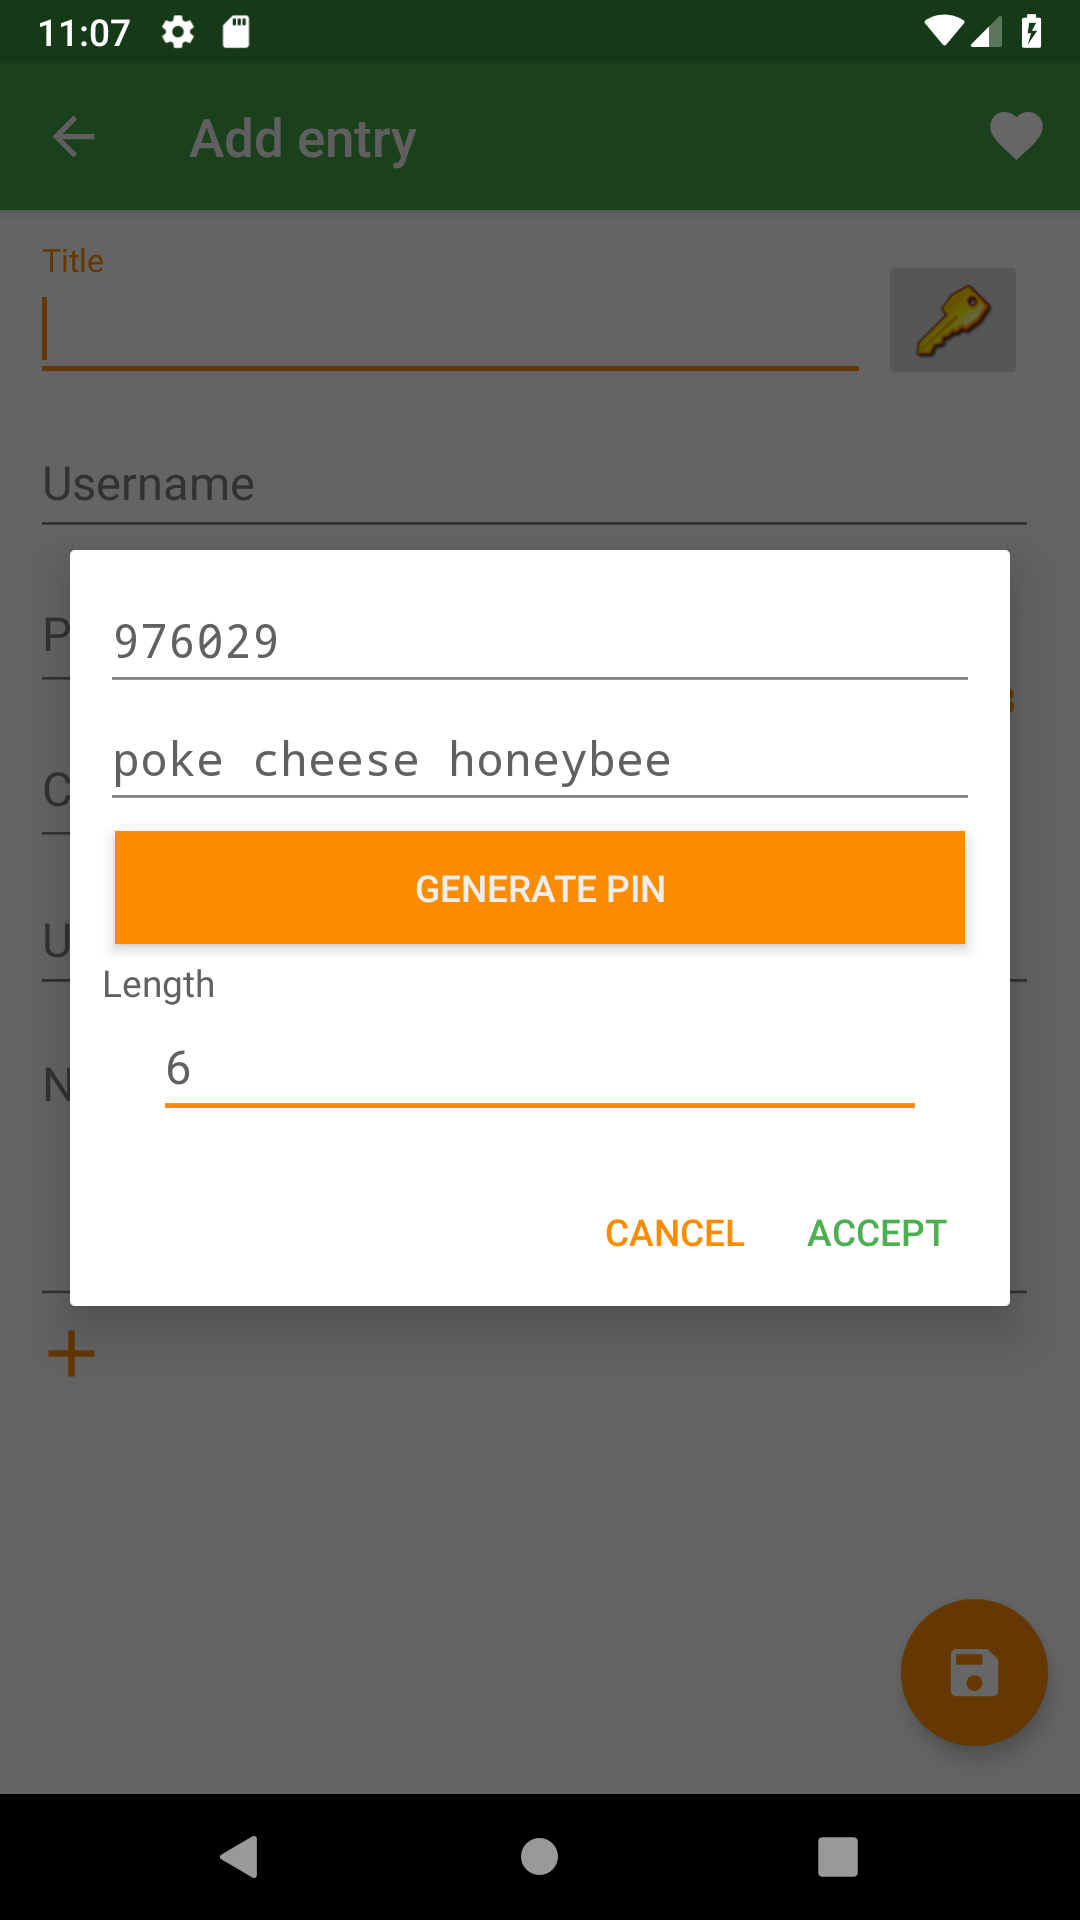 11:07
Add entry
Title
Username
P
976029
poke cheese honeybee
C
GENERATE PIN
U
Length
6
N
CANCEL ACCEPT